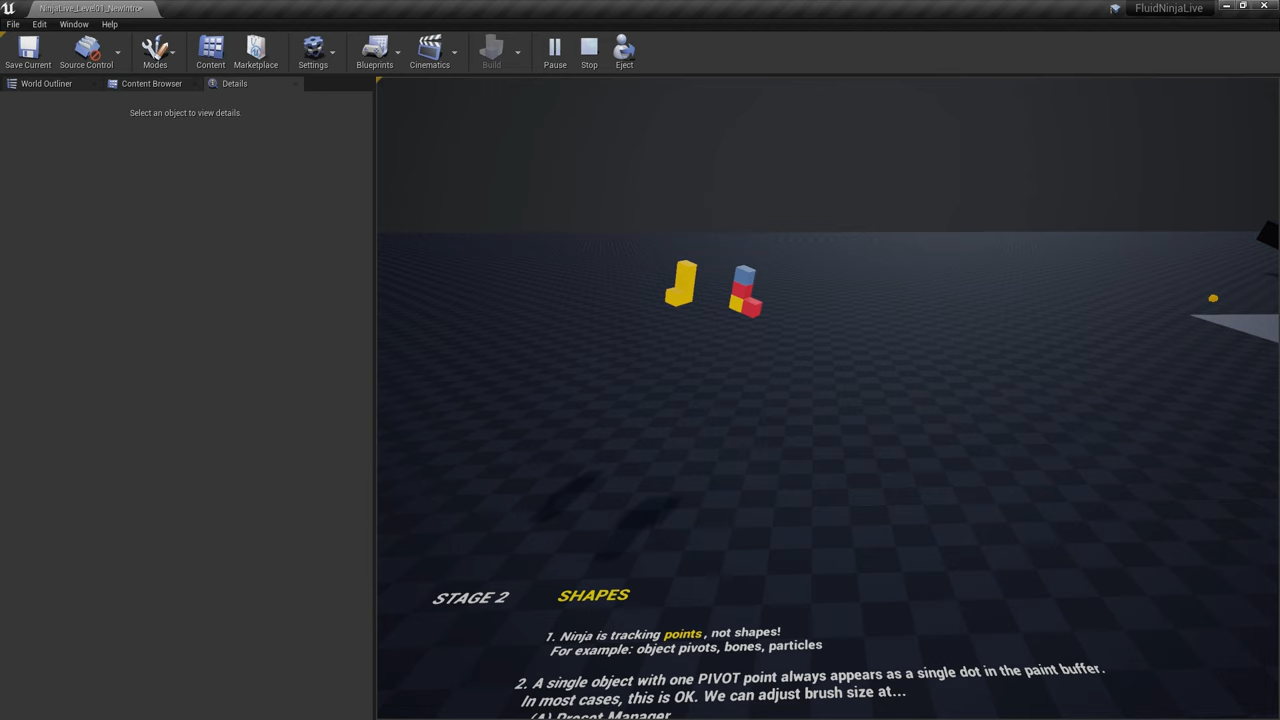 NinjaLive_Level01_NewIntro•
FluidNinjaLive
File Edit Window Help
Save Current Source Control Modes Content Marketplace Settings Blueprints Cinematics Build Pause Stop Eject
World Outliner Content Browser Details
Select an object to view details.
STAGE 2 SHAPES
1. Ninja is tracking points, not shapes!
For example: object pivots, bones, particles
2. A single object with one PIVOT point always appears as a single dot in the paint buffer.
In most cases, this is OK. We can adjust brush size at...
(A) Preset Manager